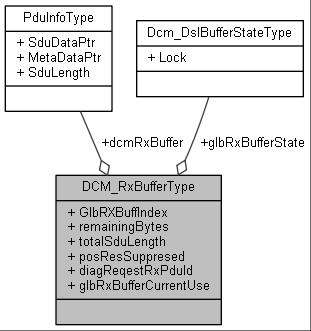 PduInfoType
+ SduDataPtr
+ MetaDataPtr
+ SduLength
Dcm_DslBufferStateType
+ Lock
+dcmRxBuffer
+glbRxBufferState
DCM_RxBufferType
+ GlbRXBuffIndex
+ remainingBytes
+ totalSduLength
+ posResSuppresed
+ diagReqestRxPduId
+ glbRxBufferCurrentUse